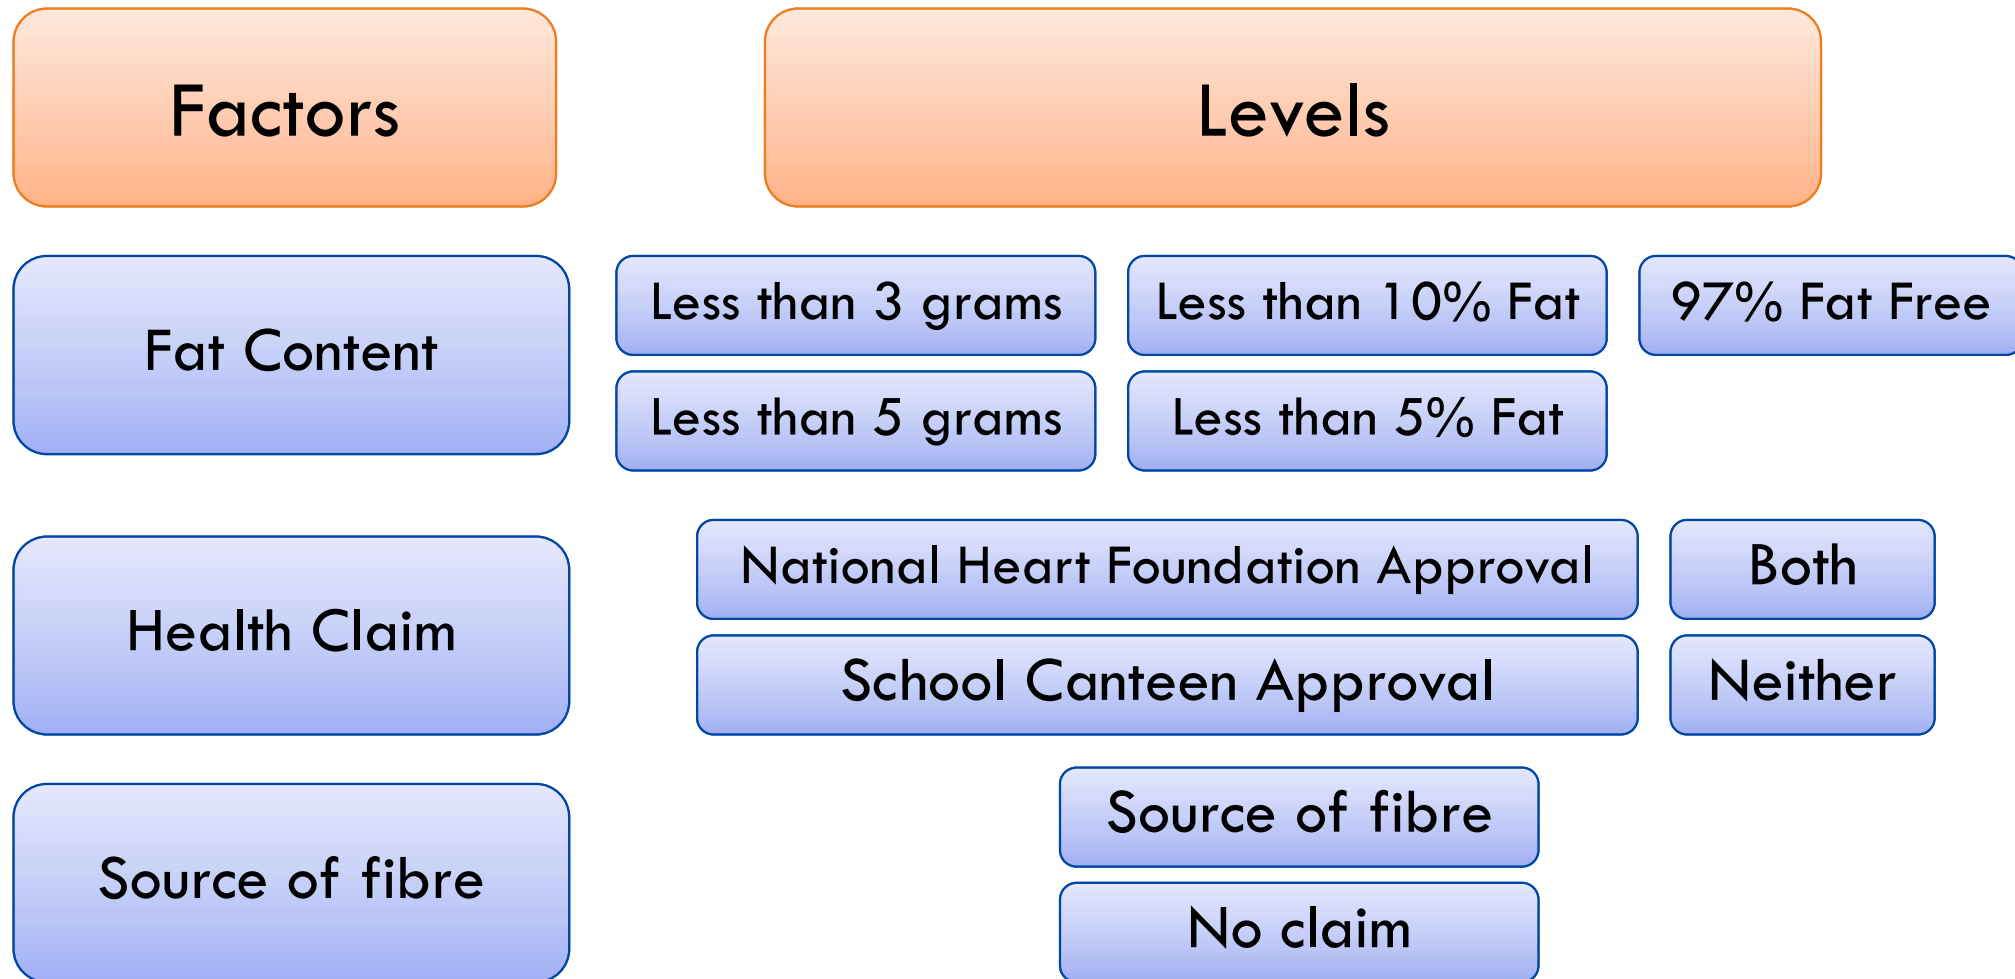 Factors
Levels
Fat Content
Less than 3 grams
Less than 10% Fat
97% Fat Free
Less than 5 grams
Less than 5% Fat
Health Claim
National Heart Foundation Approval
Both
School Canteen Approval
Neither
Source of fibre
Source of fibre
No claim